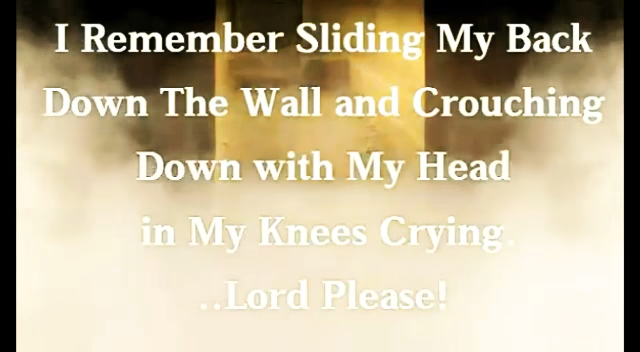 I Remember Sliding My Back
Down The Wall and Crouching
Down with My Head
in My Knees Crying.
..Lord Please!